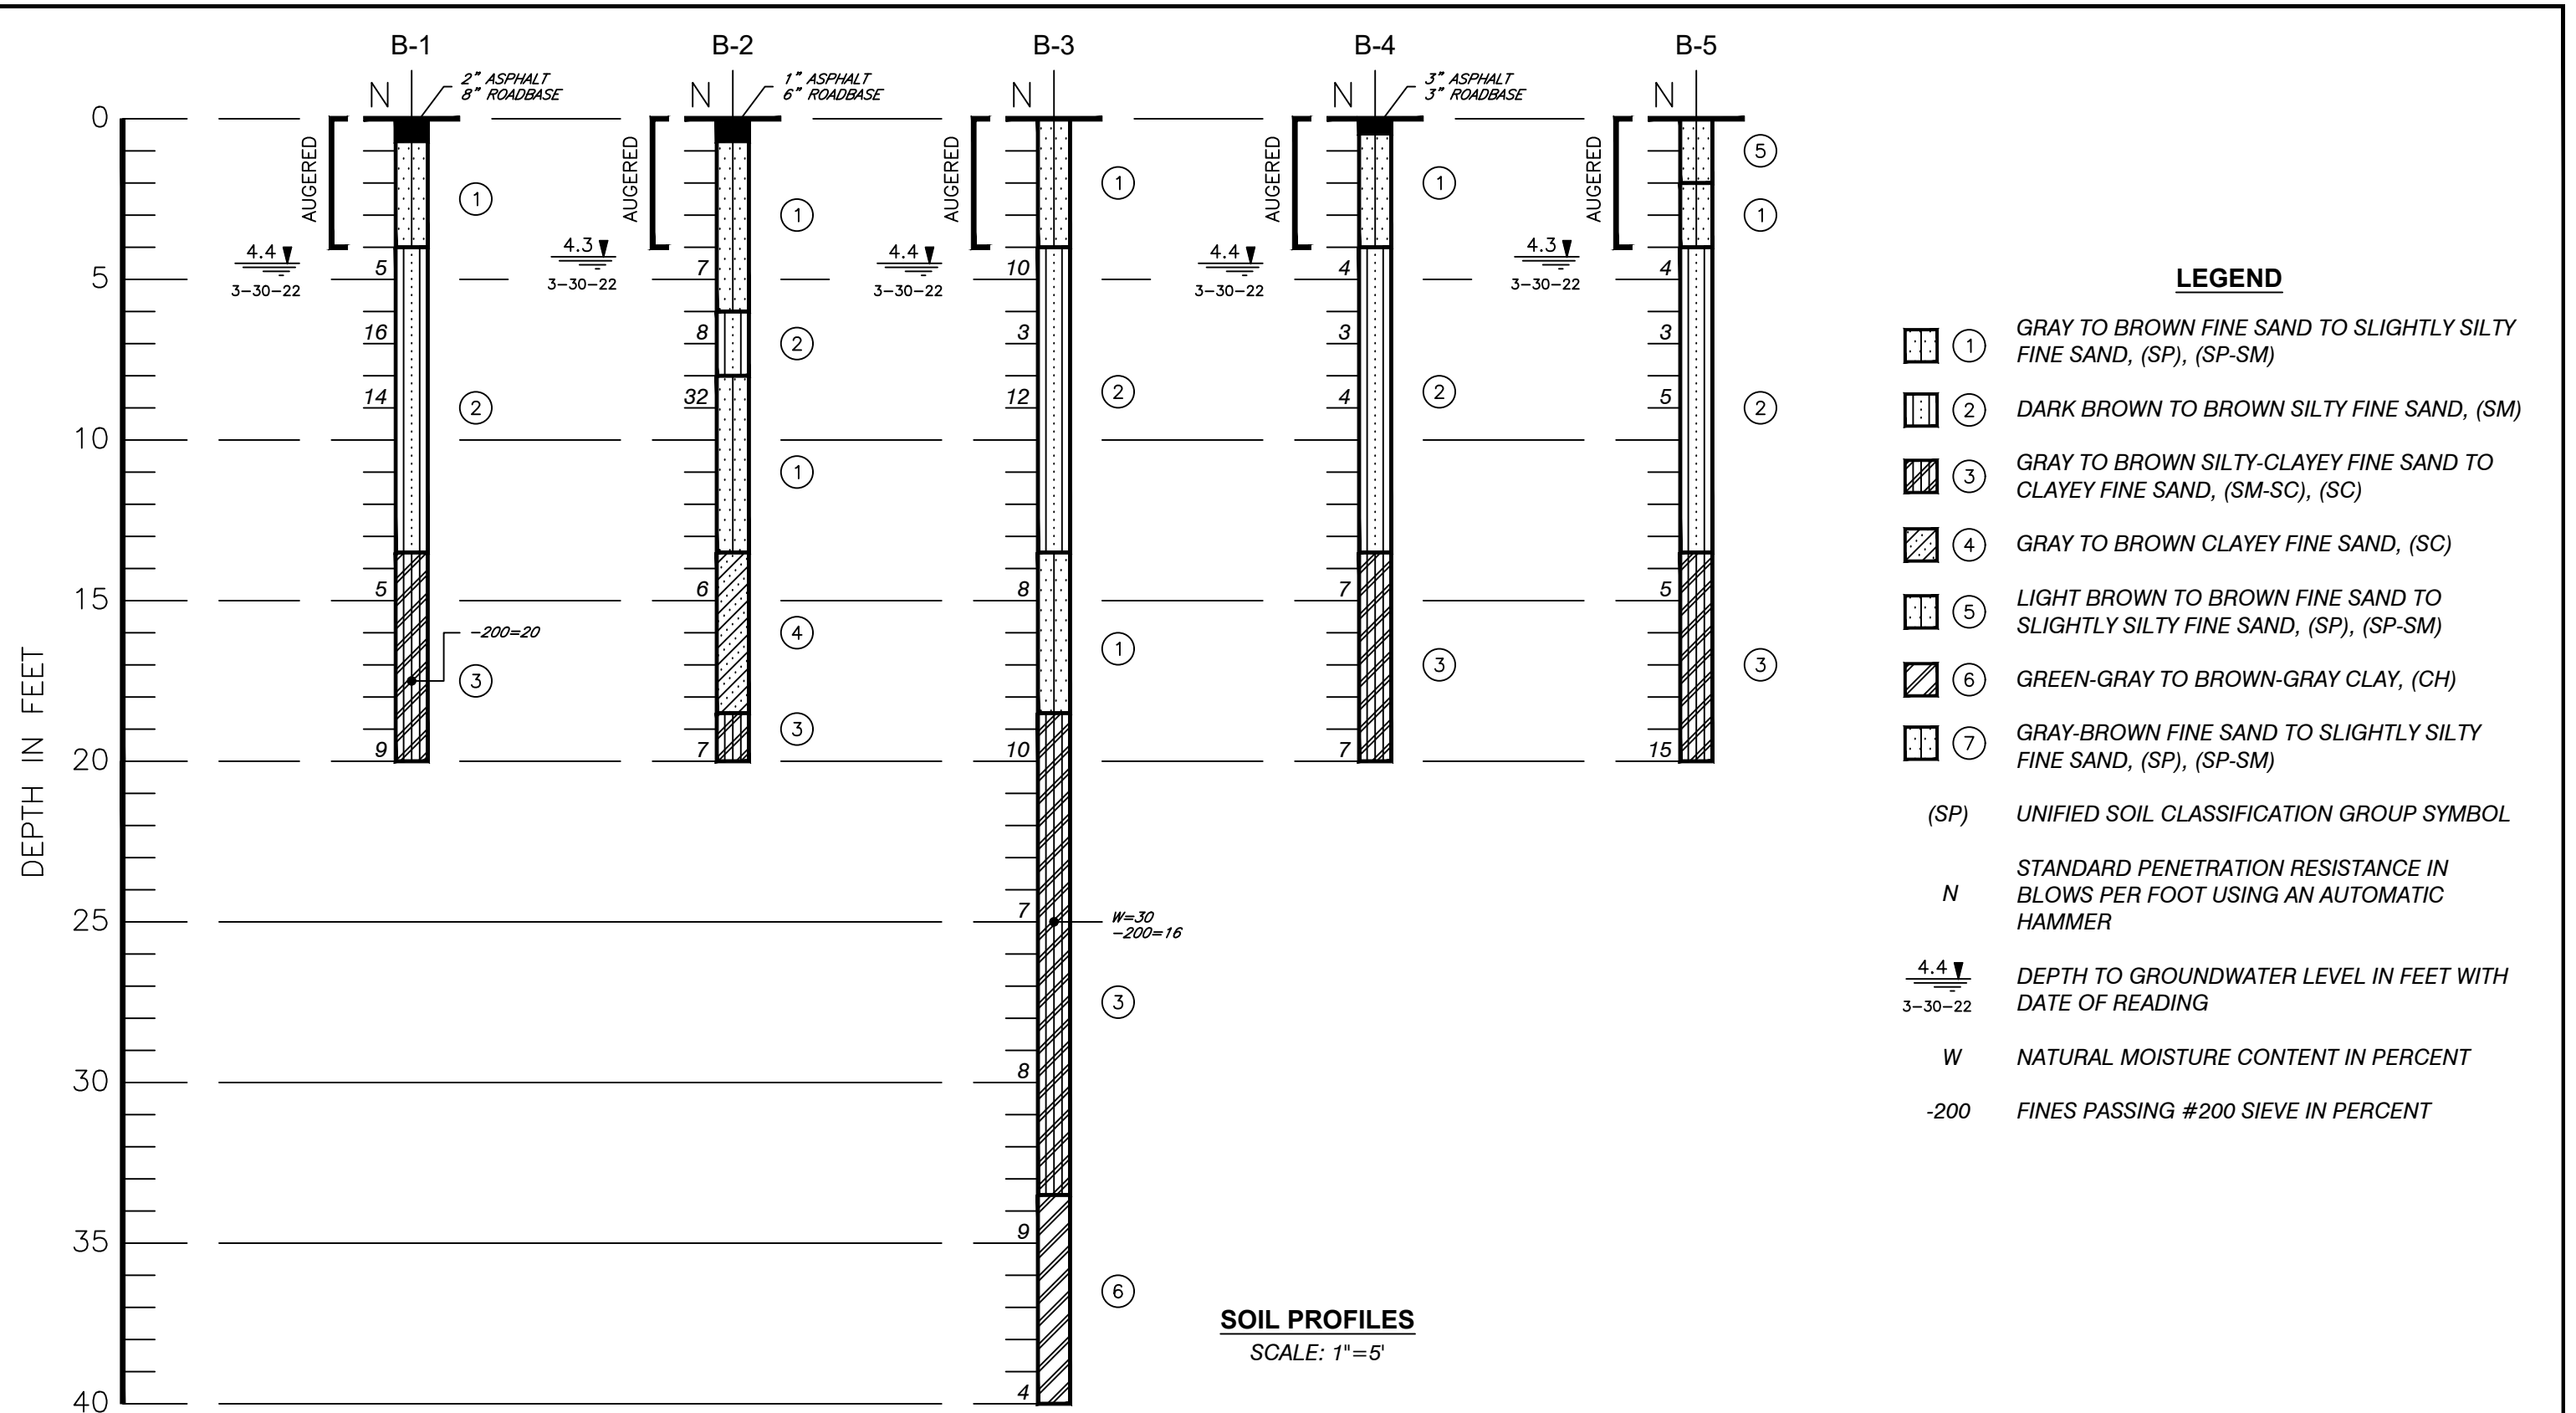 B-1 B-2 B-3 B-4 B-5
2" ASPHALT
8" ROADBASE
1" ASPHALT
6" ROADBASE
3" ASPHALT
3" ROADBASE
N N N N N
0
AUGERED AUGERED AUGERED AUGERED AUGERED
5
1 1 1 1 1
4.4 4.3 4.4 4.4 4.3
5 5 7 10 4 4
3-30-22 3-30-22 3-30-22 3-30-22 3-30-22
16 8 3 3 3
2
14 32 12 4 5
2 2 2 2
10
1
15 5 6 8 7 5
-200=20
4
1
3 3 3
3
20 9 7 10 7 15
25 7
W=30
-200=16
3
30 8
35 9
6
40 4
DEPTH IN FEET
SOIL PROFILES
SCALE: 1"=5'
LEGEND
1 GRAY TO BROWN FINE SAND TO SLIGHTLY SILTY
FINE SAND, (SP), (SP-SM)
2 DARK BROWN TO BROWN SILTY FINE SAND, (SM)
3 GRAY TO BROWN SILTY-CLAYEY FINE SAND TO
CLAYEY FINE SAND, (SM-SC), (SC)
4 GRAY TO BROWN CLAYEY FINE SAND, (SC)
5 LIGHT BROWN TO BROWN FINE SAND TO
SLIGHTLY SILTY FINE SAND, (SP), (SP-SM)
6 GREEN-GRAY TO BROWN-GRAY CLAY, (CH)
7 GRAY-BROWN FINE SAND TO SLIGHTLY SILTY
FINE SAND, (SP), (SP-SM)
(SP) UNIFIED SOIL CLASSIFICATION GROUP SYMBOL
N STANDARD PENETRATION RESISTANCE IN
BLOWS PER FOOT USING AN AUTOMATIC
HAMMER
4.4 DEPTH TO GROUNDWATER LEVEL IN FEET WITH
3-30-22 DATE OF READING
W NATURAL MOISTURE CONTENT IN PERCENT
-200 FINES PASSING #200 SIEVE IN PERCENT